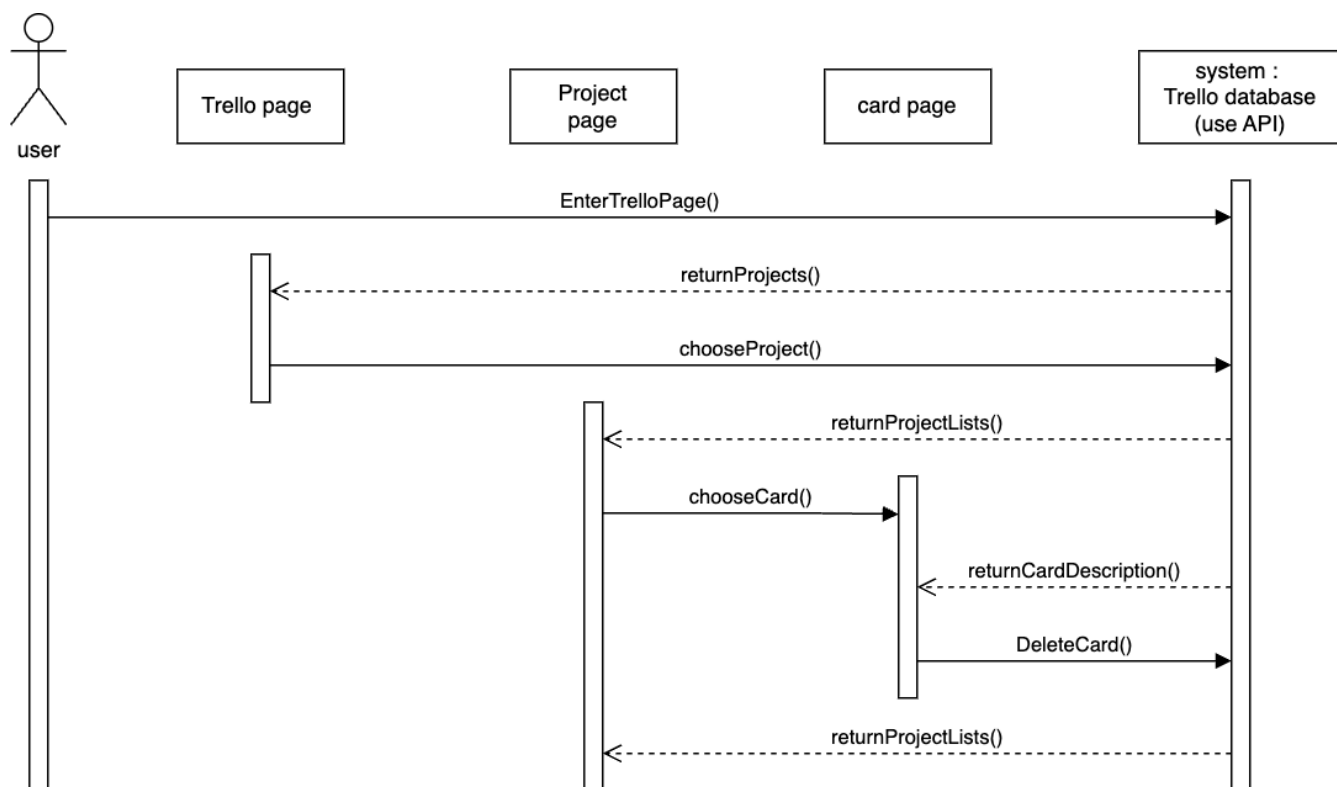 user
Trello page
Project
page
card page
system :
Trello database
(use API)
EnterTrelloPage()
returnProjects()
chooseProject()
returnProjectLists()
chooseCard()
returnCardDescription()
DeleteCard()
returnProjectLists()